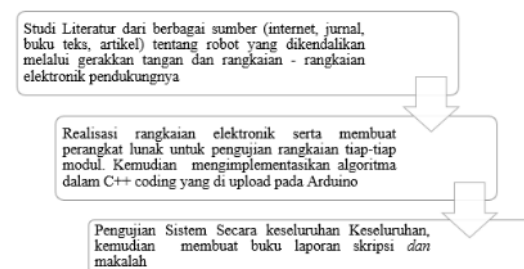 Studi Literatur dari berbagai sumber (internet, jurnal,
buku teks, artikel) tentang robot yang dikendalikan
melalui gerakkan tangan dan rangkaian - rangkaian
elektronik pendukungnya
Realisasi rangkaian elektronik serta membuat
perangkat lunak untuk pengujian rangkaian tiap-tiap
modul. Kemudian mengimplementasikan algoritma
dalam C++ coding yang di upload pada Arduino
Pengujian Sistem Secara keseluruhan Keseluruhan,
kemudian membuat buku laporan skripsi dan
makalah